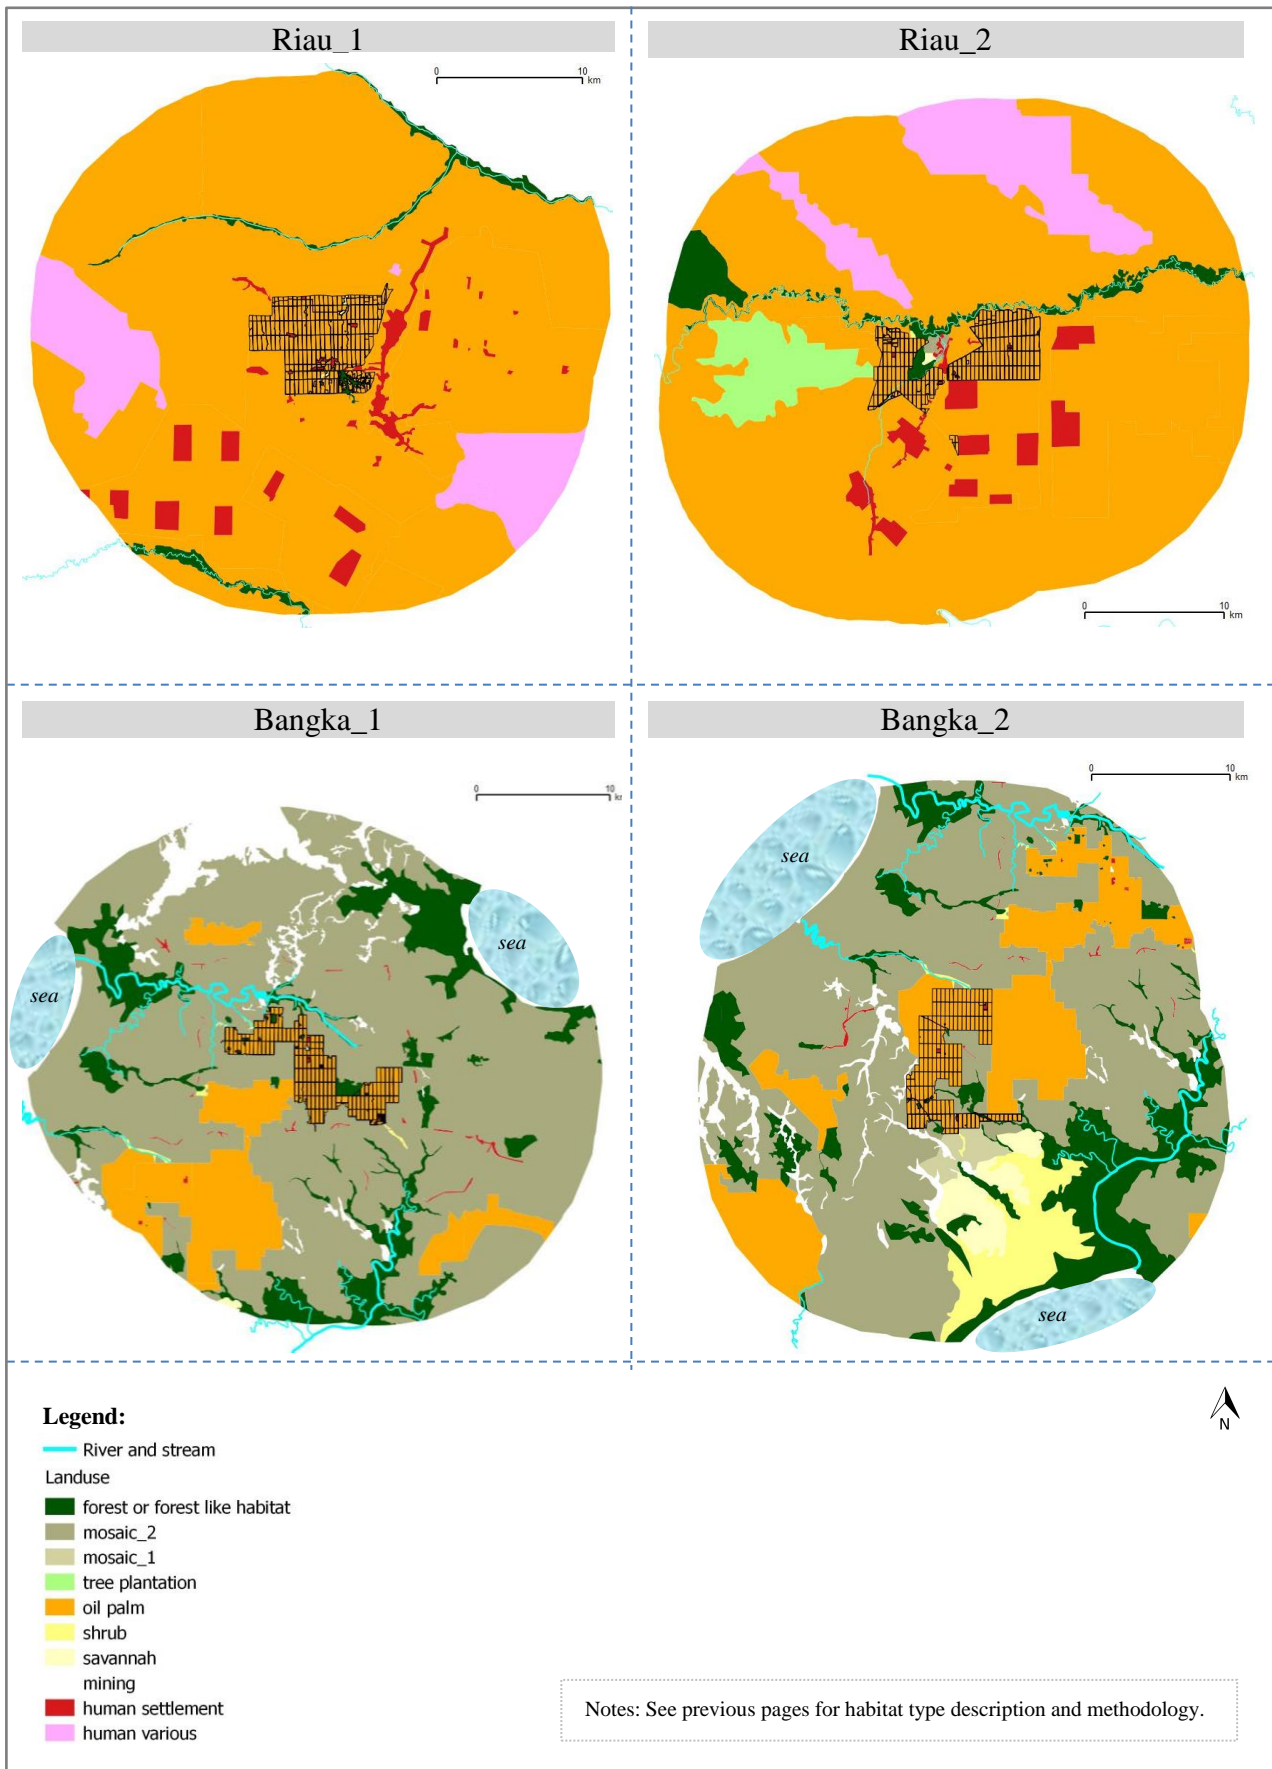 Riau_1
Riau_2
0 10
km
0 10
km
Bangka_1
Bangka_2
0 10
0 10
km
sea
sea
sea
sea
Legend:
River and stream
Landuse
forest or forest like habitat
mosaic_2
mosaic_1
tree plantation
oil palm
shrub
savannah
mining
human settlement
human various
N
Notes: See previous pages for habitat type description and methodology.